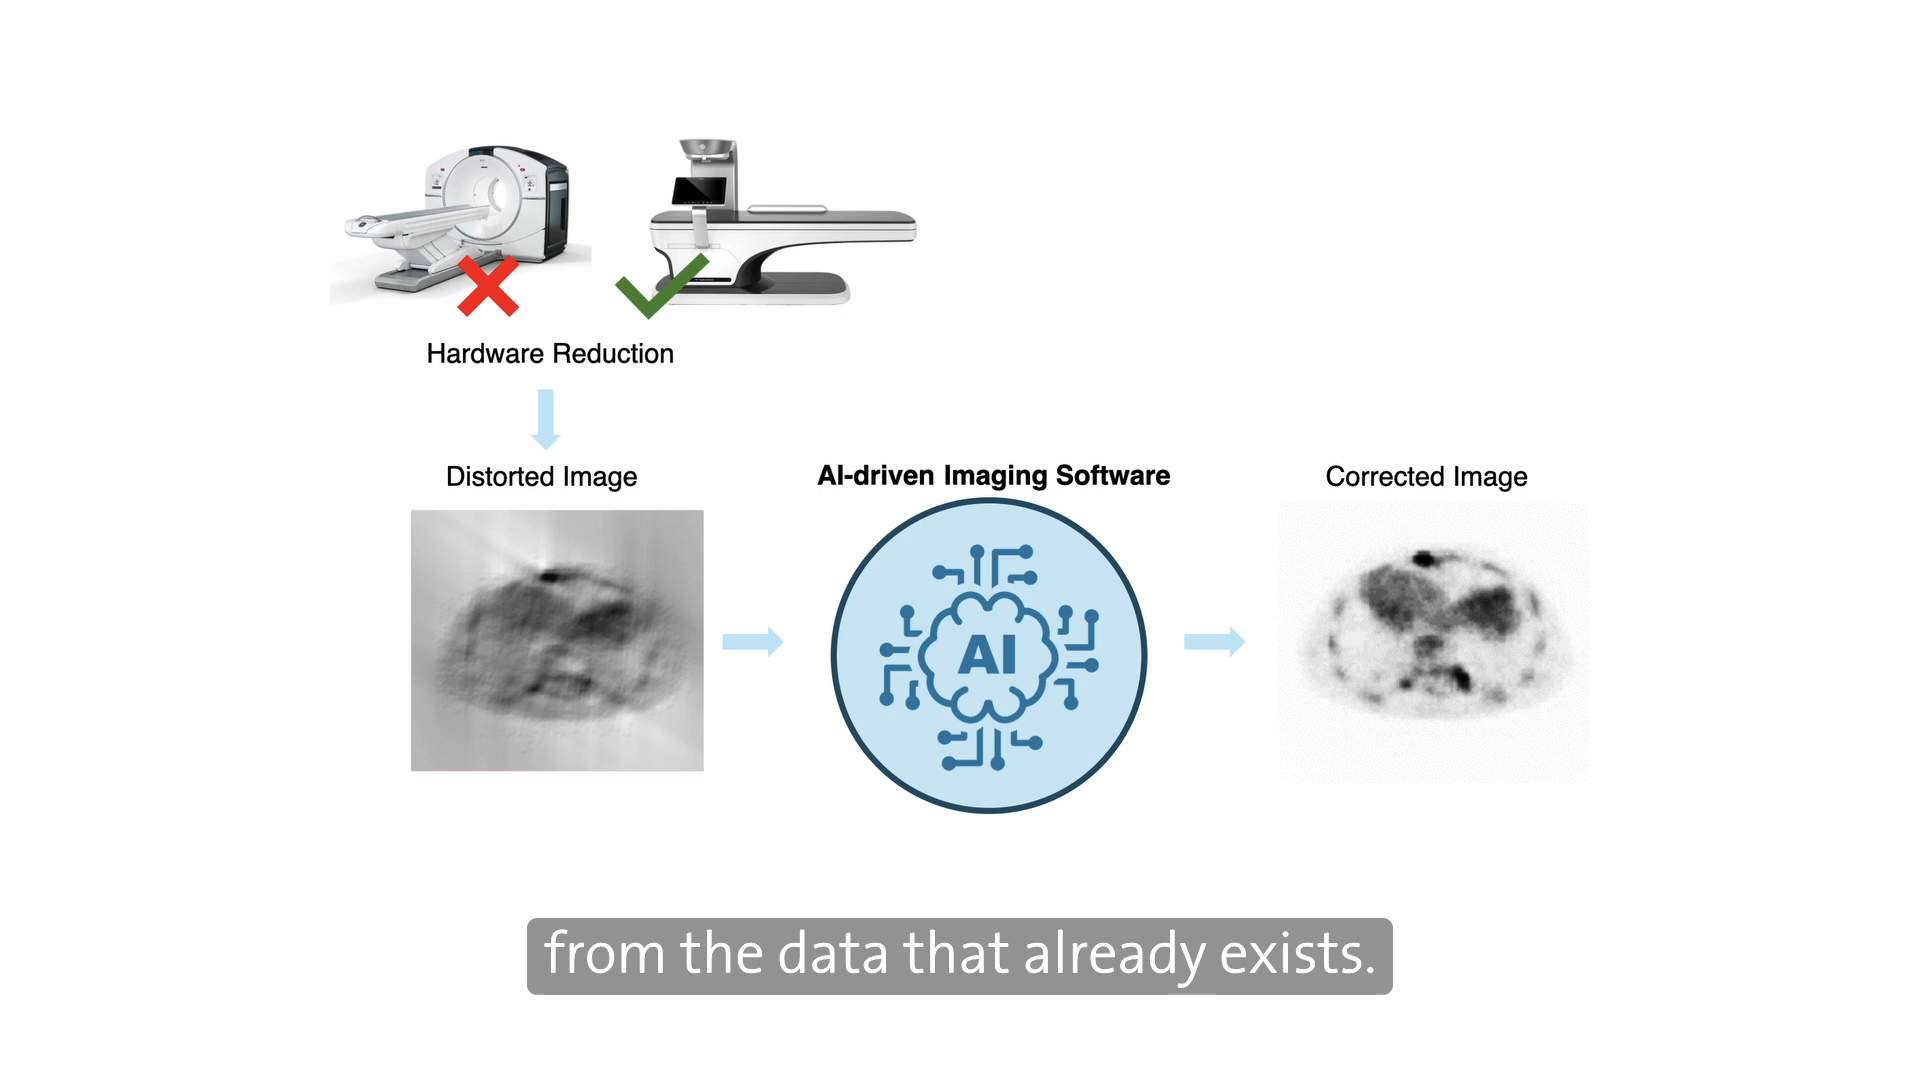 Hardware Reduction
Distorted Image
AI-driven Imaging Software
Corrected Image
AI
from the data that already exists.